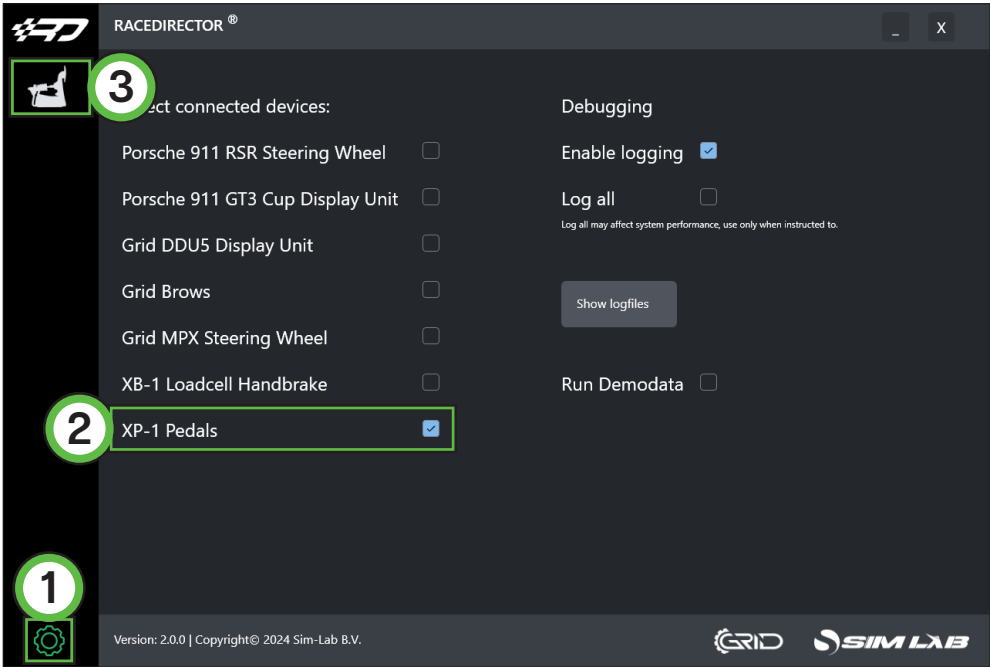 RD
RACEDIRECTOR ®
_
X
3
ect connected devices:
Debugging
Porsche 911 RSR Steering Wheel
Enable logging
Porsche 911 GT3 Cup Display Unit
Log all
Log all may affect system performance, use only when instructed to.
Grid DDU5 Display Unit
Grid Brows
Show logfiles
Grid MPX Steering Wheel
XB-1 Loadcell Handbrake
Run Demodata
2
XP-1 Pedals
1
Version: 2.0.0 | Copyright© 2024 Sim-Lab B.V.
GRID
SIM LAB